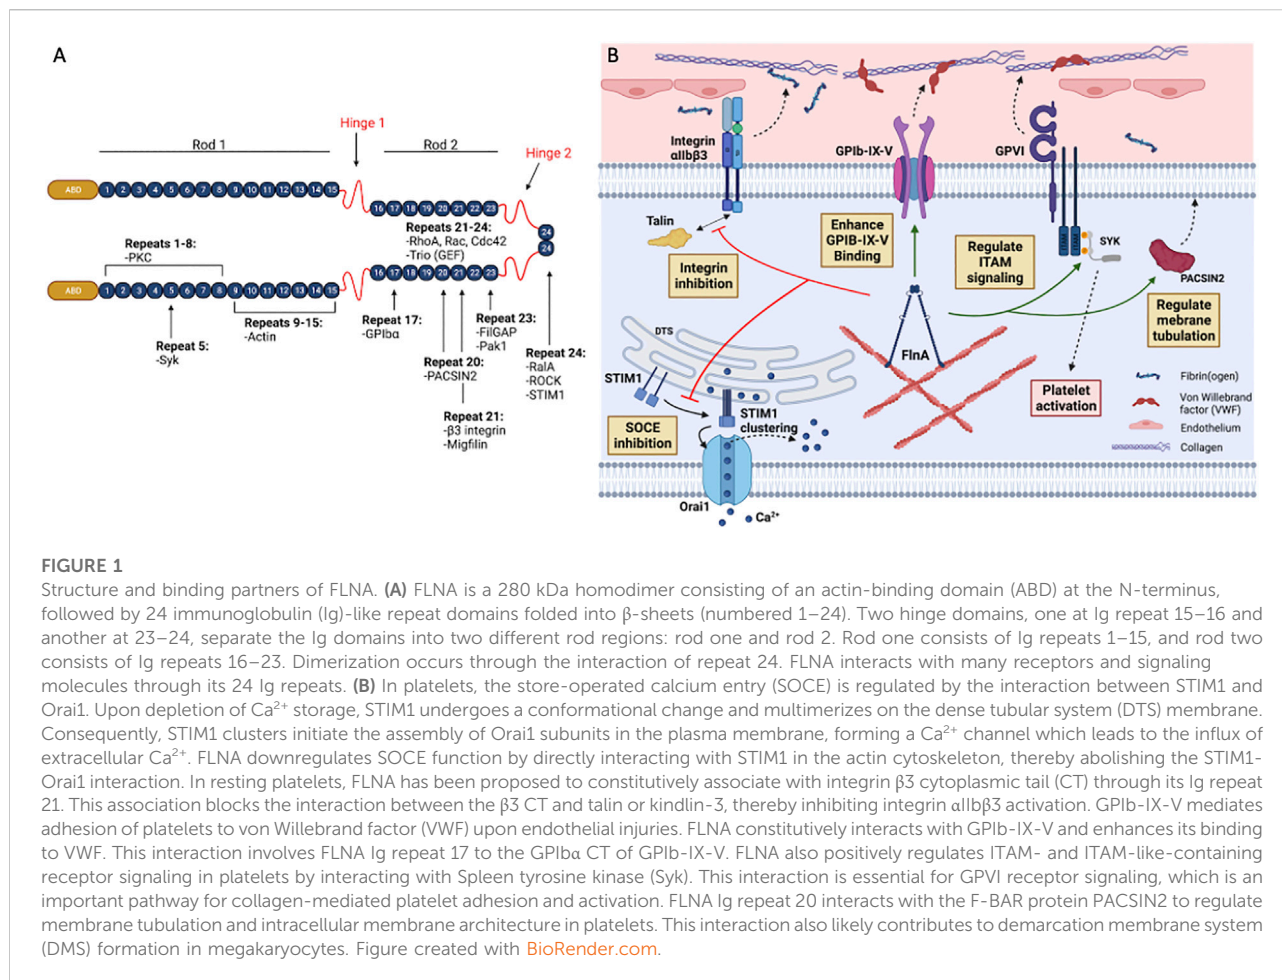 A
Hinge 1
Rod 1
Rod 2
Hinge 2
ABD 1 2 3 4 5 6 7 8 9 10 11 12 13 14 15
16 17 18 19 20 21 22 23
24
24
Repeats 21-24:
-RhoA, Rac, Cdc42
-Trio (GEF)
Repeats 1-8:
-PKC
16 17 18 19 20 21 22 23
ABD 1 2 3 4 5 6 7 8 9 10 11 12 13 14 15
Repeats 9-15:
-Actin
Repeat 5:
-Syk
Repeat 17:
-GPIbα
Repeat 23:
-FilGAP
-Pak1
Repeat 20:
-PACSIN2
Repeat 24:
-RalA
-ROCK
-STIM1
Repeat 21:
-β3 integrin
-Migfilin
B
Integrin
αIIbβ3
GPIb-IX-V
GPVI
Talin
Integrin
inhibition
Enhance
GPIB-IX-V
Binding
Regulate
ITAM
signaling
ITAM
ITAM
SYK
PACSIN2
Regulate
mebrane
tubulation
DTS
FlnA
STIM1
STIM1
clustering
SOCE
inhibition
Platelet
activation
Orai1
Ca²⁺
Fibrin(ogen)
Von Willebrand
factor (VWF)
Endothelium
Collagen
FIGURE 1
Structure and binding partners of FLNA. (A) FLNA is a 280 kDa homodimer consisting of an actin-binding domain (ABD) at the N-terminus,
followed by 24 immunoglobulin (Ig)-like repeat domains folded into β-sheets (numbered 1–24). Two hinge domains, one at Ig repeat 15–16 and
another at 23–24, separate the Ig domains into two different rod regions: rod one and rod 2. Rod one consists of Ig repeats 1–15, and rod two
consists of Ig repeats 16–23. Dimerization occurs through the interaction of repeat 24. FLNA interacts with many receptors and signaling
molecules through its 24 Ig repeats. (B) In platelets, the store-operated calcium entry (SOCE) is regulated by the interaction between STIM1 and
Orai1. Upon depletion of Ca²⁺ storage, STIM1 undergoes a conformational change and multimerizes on the dense tubular system (DTS) membrane.
Consequently, STIM1 clusters initiate the assembly of Orai1 subunits in the plasma membrane, forming a Ca²⁺ channel which leads to the influx of
extracellular Ca²⁺. FLNA downregulates SOCE function by directly interacting with STIM1 in the actin cytoskeleton, thereby abolishing the STIM1-
Orai1 interaction. In resting platelets, FLNA has been proposed to constitutively associate with integrin β3 cytoplasmic tail (CT) through its Ig repeat
21. This association blocks the interaction between the β3 CT and talin or kindlin-3, thereby inhibiting integrin αIIbβ3 activation. GPIb-IX-V mediates
adhesion of platelets to von Willebrand factor (VWF) upon endothelial injuries. FLNA constitutively interacts with GPIb-IX-V and enhances its binding
to VWF. This interaction involves FLNA Ig repeat 17 to the GPIbα CT of GPIb-IX-V. FLNA also positively regulates ITAM- and ITAM-like-containing
receptor signaling in platelets by interacting with Spleen tyrosine kinase (Syk). This interaction is essential for GPVI receptor signaling, which is an
important pathway for collagen-mediated platelet adhesion and activation. FLNA Ig repeat 20 interacts with the F-BAR protein PACSIN2 to regulate
membrane tubulation and intracellular membrane architecture in platelets. This interaction also likely contributes to demarcation membrane system
(DMS) formation in megakaryocytes. Figure created with BioRender.com.